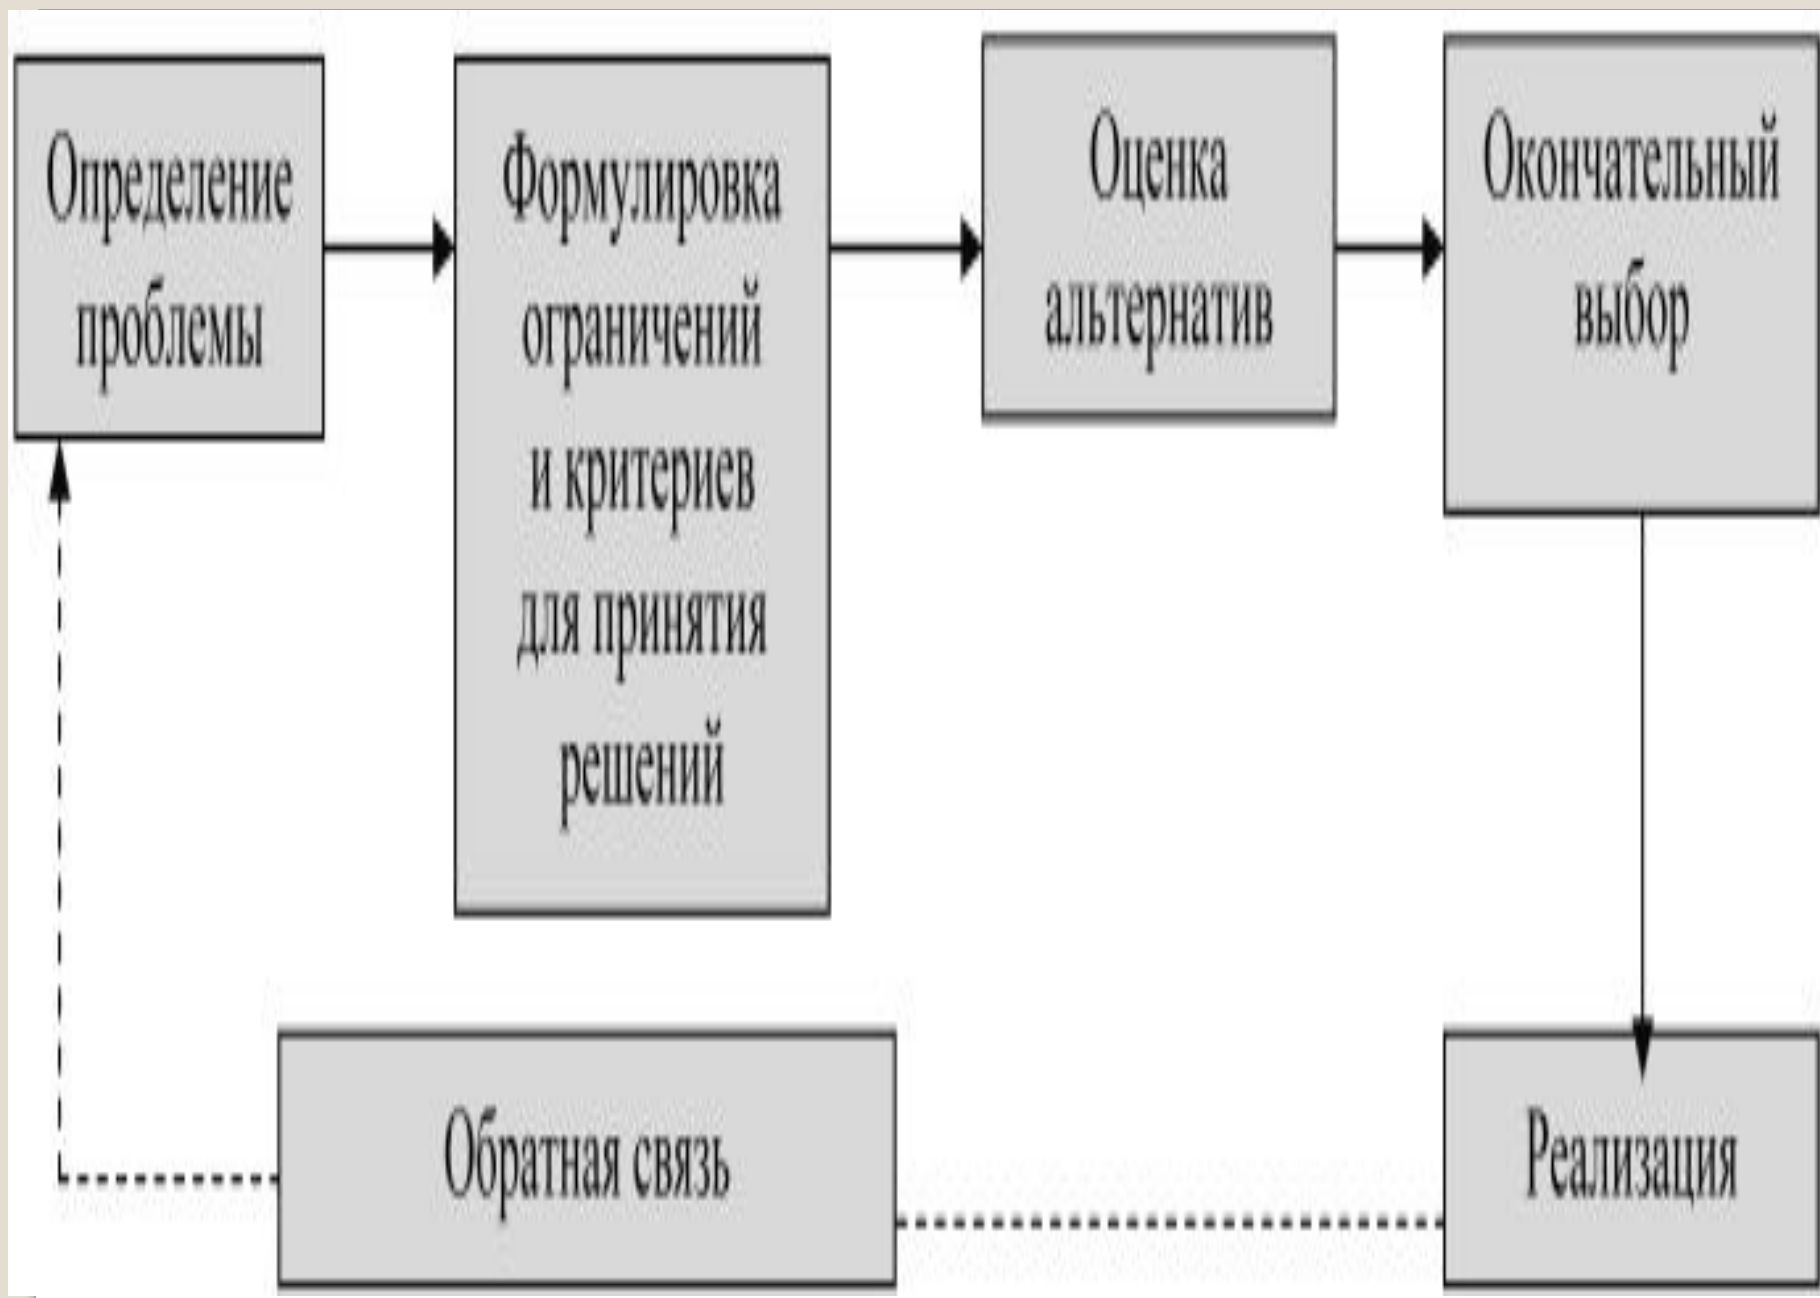 Определение
проблемы
Формулировка
ограничений
и критериев
для принятия
решений
Оценка
альтернатив
Окончательный
выбор
Обратная связь
Реализация